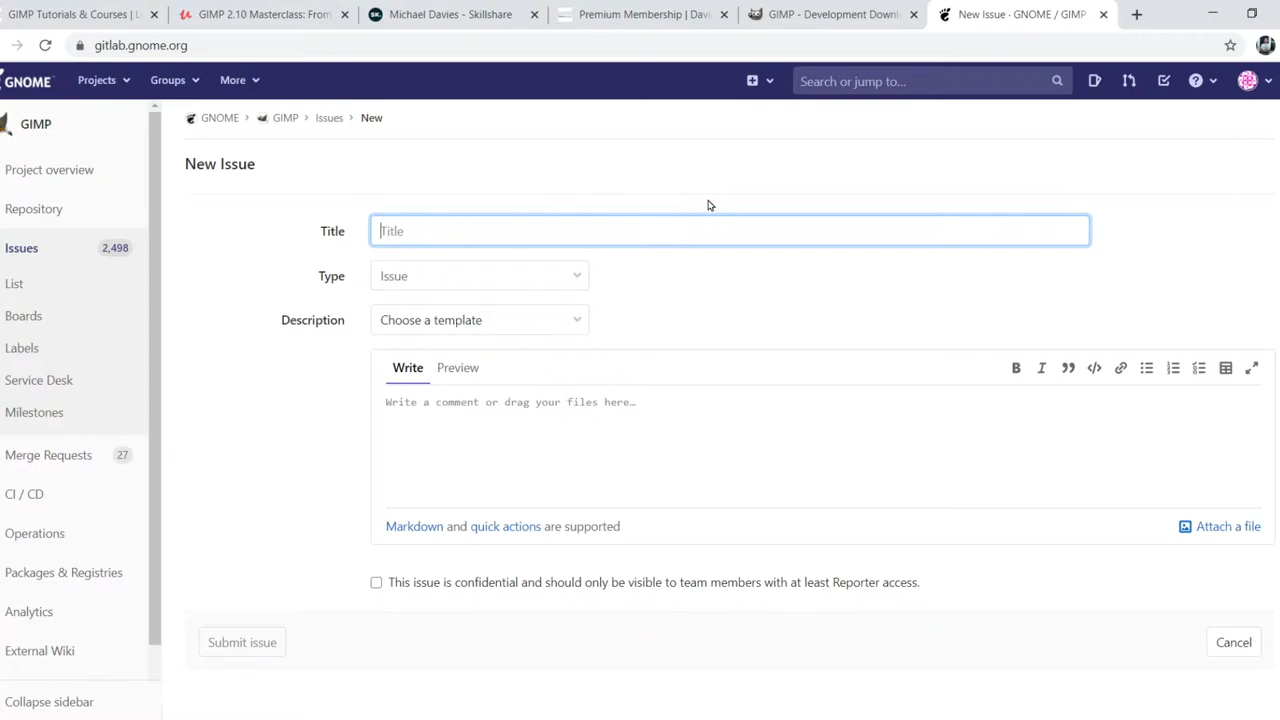 GIMP Tutorials & Courses | L
GIMP 2.10 Masterclass: From
Michael Davies - Skillshare
Premium Membership | Davi
GIMP - Development Downl
New Issue · GNOME / GIMP
gitlab.gnome.org
GNOME
Projects
Groups
More
Search or jump to...
GIMP
GNOME > GIMP > Issues > New
Project overview
New Issue
Repository
Title
Title
Issues 2,498
Type
Issue
List
Boards
Description
Choose a template
Labels
Write Preview
Service Desk
Write a comment or drag your files here…
Milestones
Merge Requests 27
CI / CD
Markdown and quick actions are supported
Attach a file
Operations
Packages & Registries
This issue is confidential and should only be visible to team members with at least Reporter access.
Analytics
Submit issue
Cancel
External Wiki
Collapse sidebar